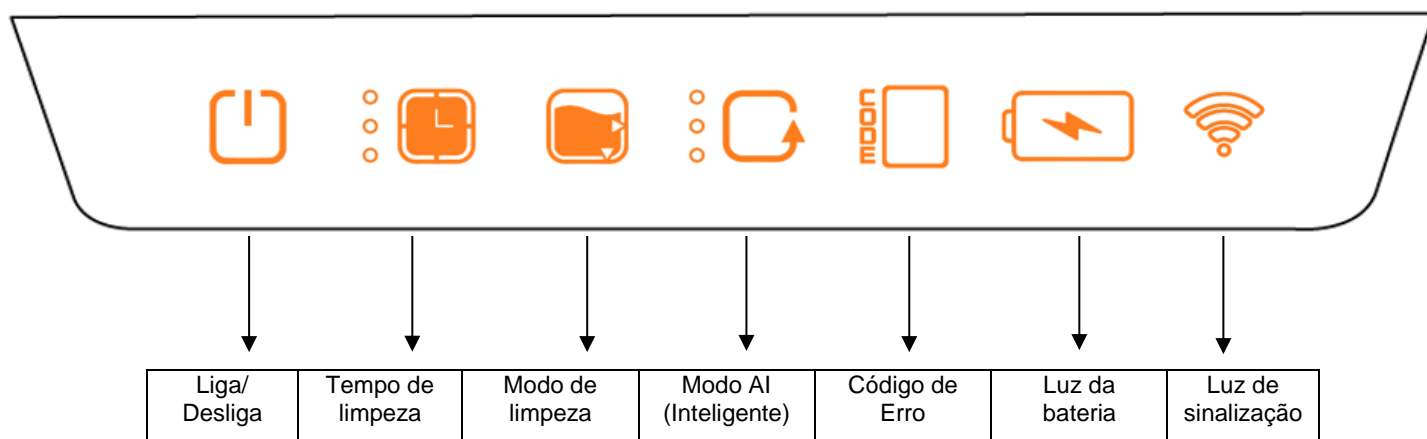 CODE
Liga/
Desliga
Tempo de
limpeza
Modo de
limpeza
Modo AI
(Inteligente)
Código de
Erro
Luz da
bateria
Luz de
sinalização